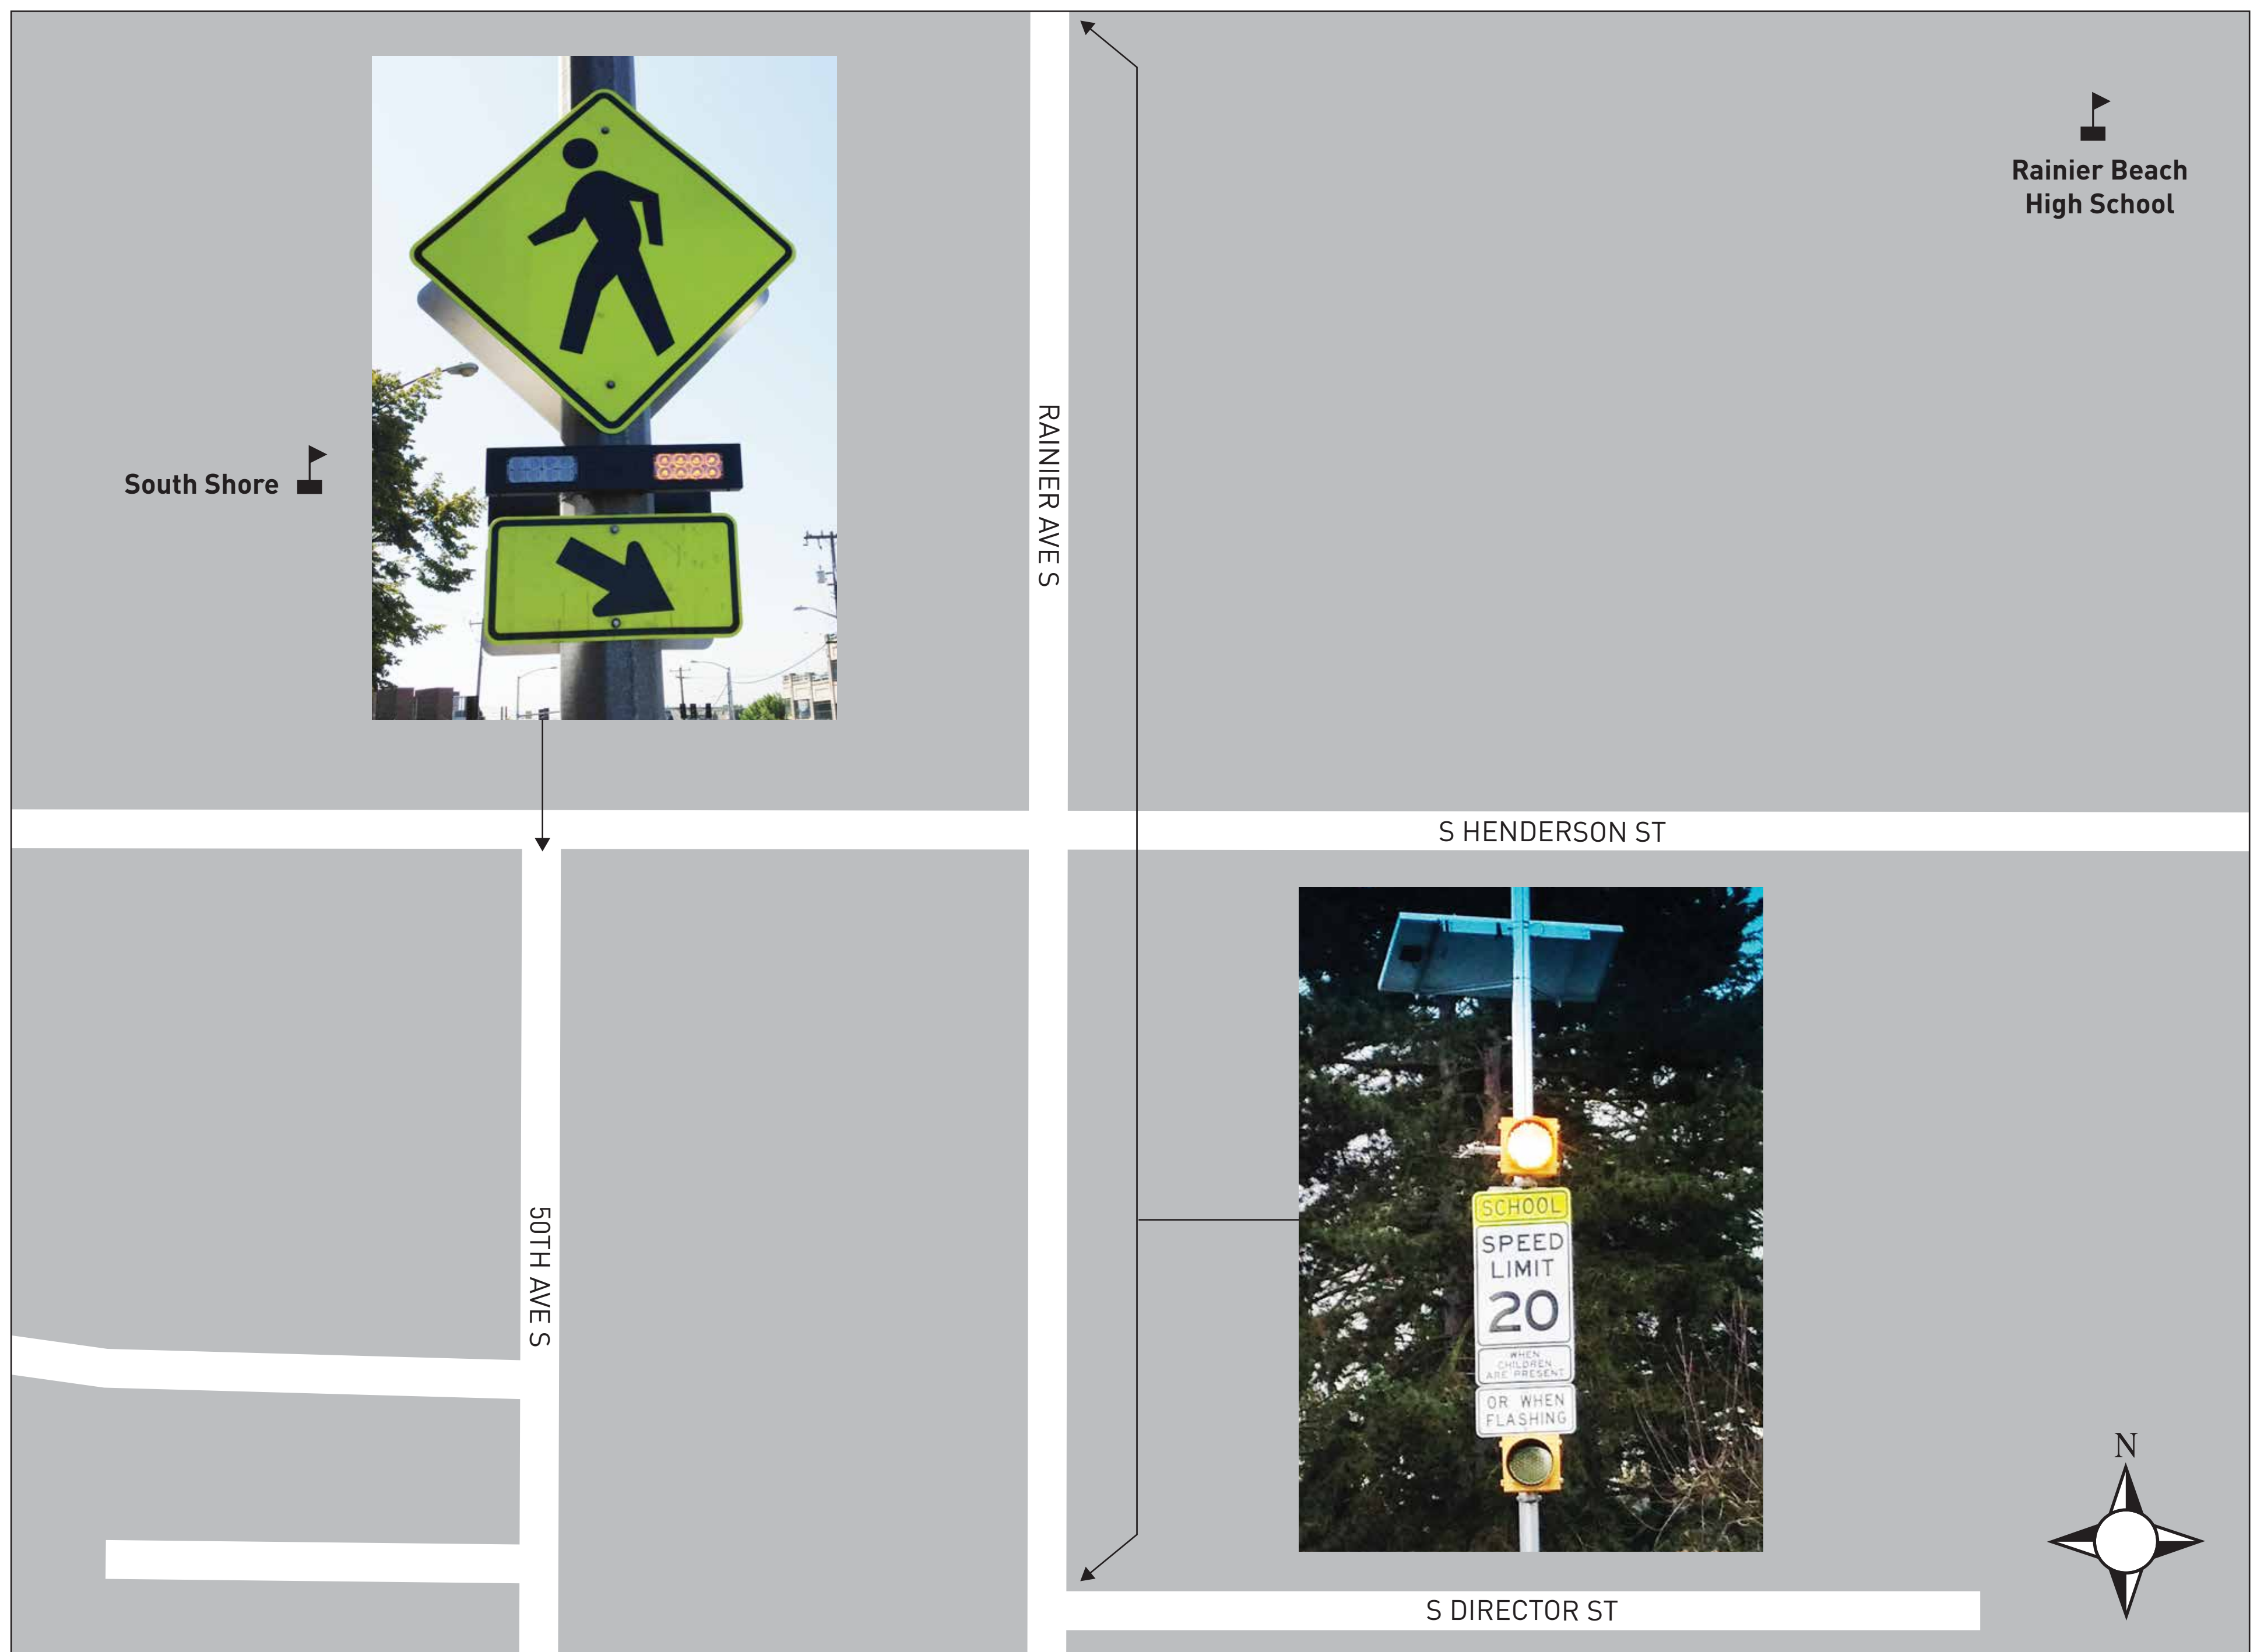 Rainier Beach
High School
South Shore
RAINIER AVE S
S HENDERSON ST
50TH AVE S
SCHOOL
SPEED
LIMIT
20
WHEN
CHILDREN
ARE PRESENT
OR WHEN
FLASHING
N
S DIRECTOR ST